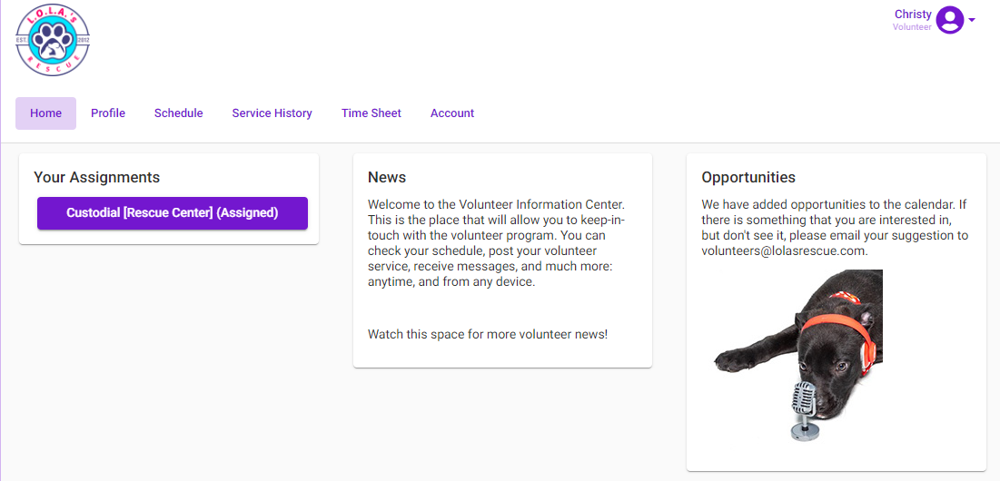 L.O.L.A.'S
EST. 2012
RESCUE
Christy
Volunteer
Home Profile Schedule Service History Time Sheet Account
Your Assignments
Custodial [Rescue Center] (Assigned)
News
Welcome to the Volunteer Information Center.
This is the place that will allow you to keep-in-
touch with the volunteer program. You can
check your schedule, post your volunteer
service, receive messages, and much more:
anytime, and from any device.
Watch this space for more volunteer news!
Opportunities
We have added opportunities to the calendar. If
there is something that you are interested in,
but don't see it, please email your suggestion to
volunteers@lolasrescue.com.